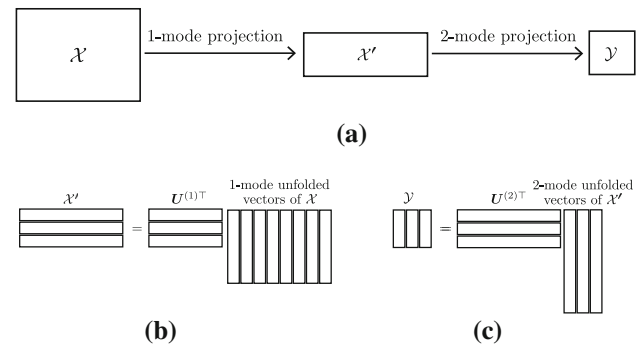 𝒳 1-mode projection 𝒳′ 2-mode projection 𝒴
(a)
1-mode unfolded
𝒳′ U(1)⊤ vectors of 𝒳
=
2-mode unfolded
𝒴 U(2)⊤ vectors of 𝒳′
=
(b) (c)